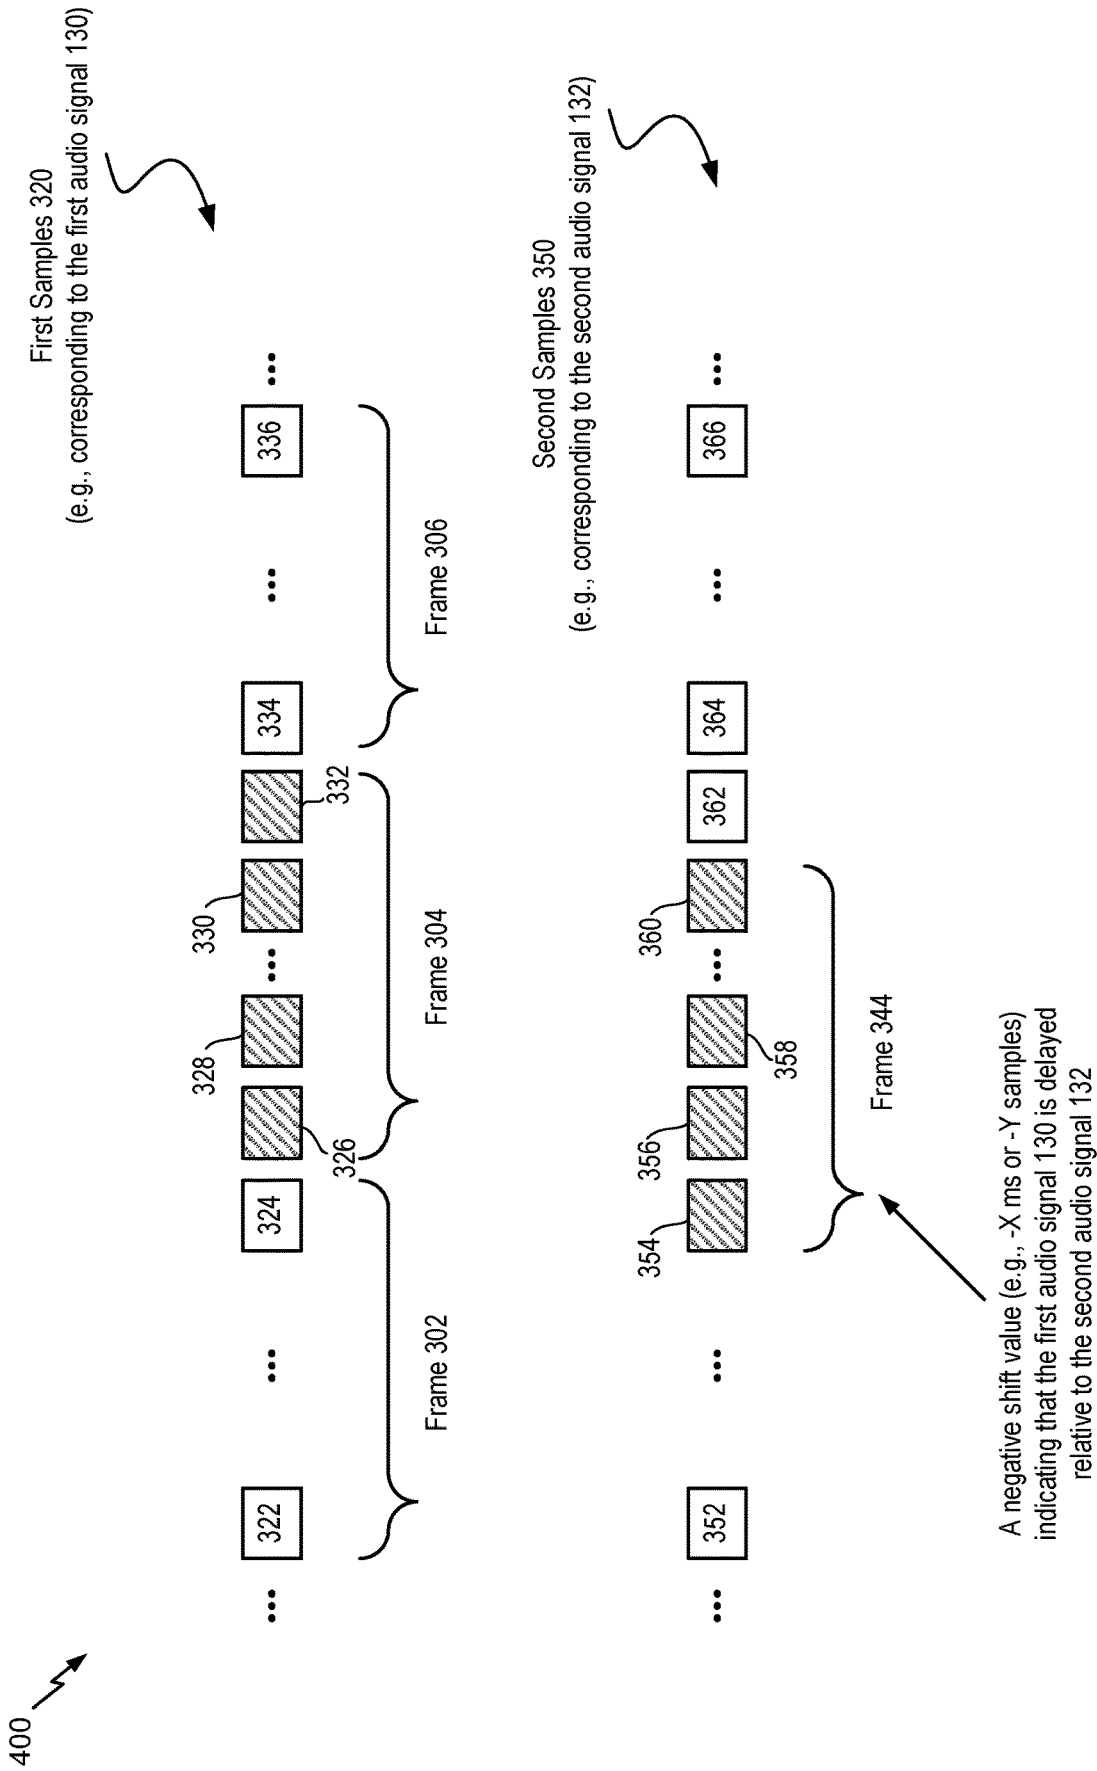 400
First Samples 320
(e.g., corresponding to the first audio signal 130)
... 322 ... 324 326 328 ... 330 332 334 ... 336 ...
Frame 302
Frame 304
Frame 306
Second Samples 350
(e.g., corresponding to the second audio signal 132)
... 352 ... 354 356 358 ... 360 362 364 ... 366 ...
Frame 344
A negative shift value (e.g., -X ms or -Y samples)
indicating that the first audio signal 130 is delayed
relative to the second audio signal 132